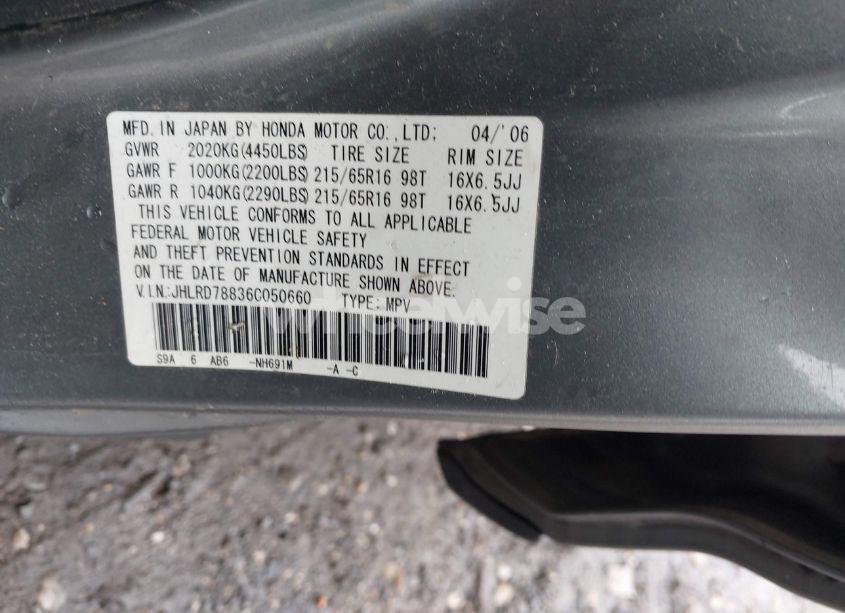 MFD. IN JAPAN BY HONDA MOTOR CO.,LTD: 04/'06
GVWR 2020KG(4450LBS) TIRE SIZE RIM SIZE
GAWR F 1000KG(2200LBS) 215/65R16 98T 16X6.5JJ
GAWR R 1040KG(2290LBS) 215/65R16 98T 16X6.5JJ
THIS VEHICLE CONFORMS TO ALL APPLICABLE
FEDERAL MOTOR VEHICLE SAFETY
AND THEFT PREVENTION STANDARDS IN EFFECT
ON THE DATE OF MANUFACTURE SHOWN ABOVE.
V.I.N.:JHLRD78836C050660 TYPE: MPV
wheelwise
S9A 6 AB6 -NH691M -A -C